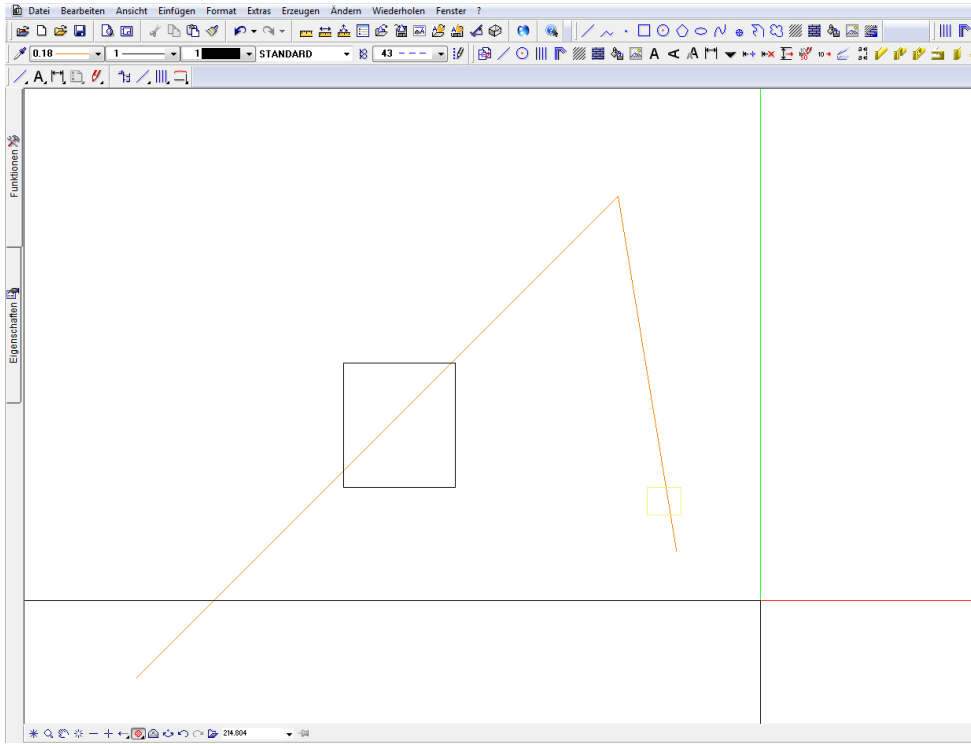 Datei Bearbeiten Ansicht Einfügen Format Extras Erzeugen Ändern Wiederholen Fenster ?
0.18 1 1 STANDARD 43
Funktionen
Eigenschaften
214.804